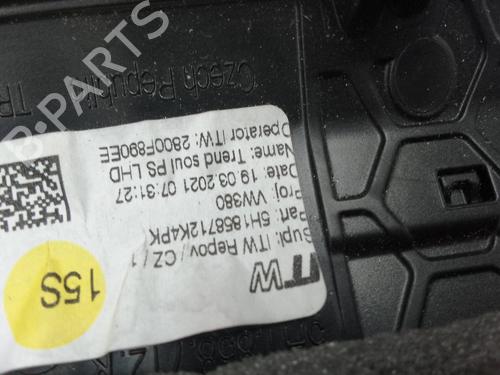 B-PARTS
Czech Republic
TR
ITW
Supl: ITW Repov / CZ / 1
Part: 5H1858712K4PK
Proj: VW380
Date: 19.03.2021 07:31:27
Name: Trend soul PS LHD
Operator ITW: 2800F890EE
15S